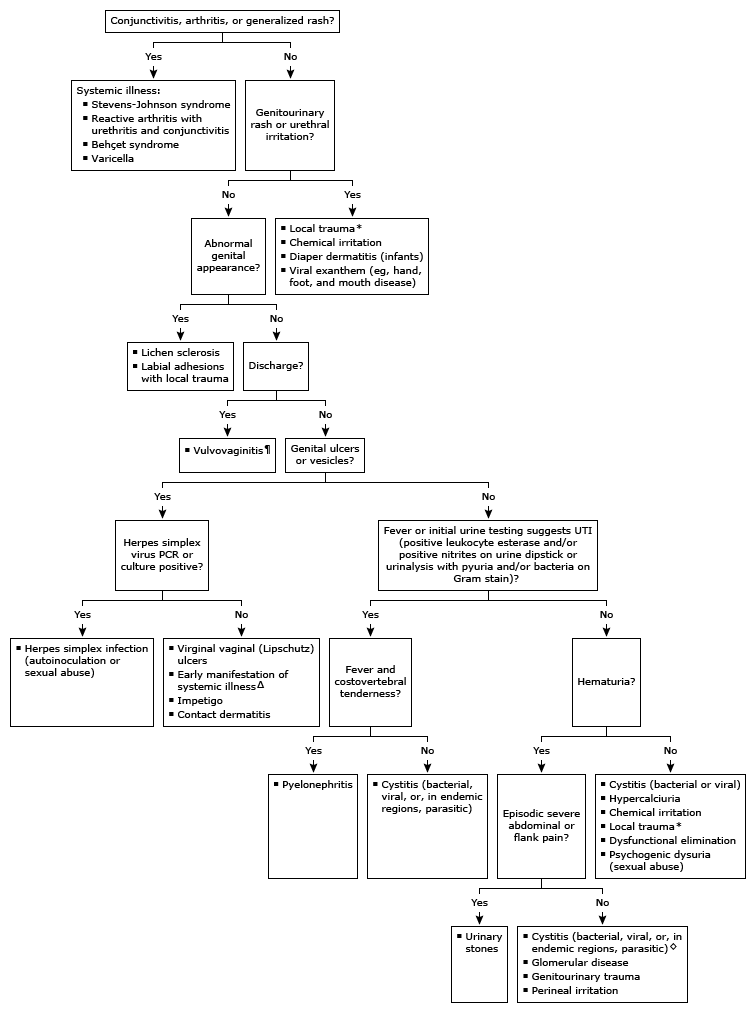 Conjunctivitis, arthritis, or generalized rash?
Yes
No
Systemic illness:
▪ Stevens-Johnson syndrome
▪ Reactive arthritis with
urethritis and conjunctivitis
▪ Behçet syndrome
▪ Varicella
Genitourinary
rash or urethral
irritation?
No
Yes
Abnormal
genital
appearance?
▪ Local trauma*
▪ Chemical irritation
▪ Diaper dermatitis (infants)
▪ Viral exanthem (eg, hand,
foot, and mouth disease)
Yes
No
▪ Lichen sclerosis
▪ Labial adhesions
with local trauma
Discharge?
Yes
No
▪ Vulvovaginitis¶
Genital ulcers
or vesicles?
Yes
No
Herpes simplex
virus PCR or
culture positive?
Fever or initial urine testing suggests UTI
(positive leukocyte esterase and/or
positive nitrites on urine dipstick or
urinalysis with pyuria and/or bacteria on
Gram stain)?
Yes
No
Yes
No
▪ Herpes simplex infection
(autoinoculation or
sexual abuse)
▪ Virginal vaginal (Lipschutz)
ulcers
▪ Early manifestation of
systemic illnessΔ
▪ Impetigo
▪ Contact dermatitis
Fever and
costovertebral
tenderness?
Hematuria?
Yes
No
Yes
No
▪ Pyelonephritis
▪ Cystitis (bacterial,
viral, or, in endemic
regions, parasitic)
Episodic severe
abdominal or
flank pain?
▪ Cystitis (bacterial or viral)
▪ Hypercalciuria
▪ Chemical irritation
▪ Local trauma*
▪ Dysfunctional elimination
▪ Psychogenic dysuria
(sexual abuse)
Yes
No
▪ Urinary
stones
▪ Cystitis (bacterial, viral, or, in
endemic regions, parasitic)◇
▪ Glomerular disease
▪ Genitourinary trauma
▪ Perineal irritation